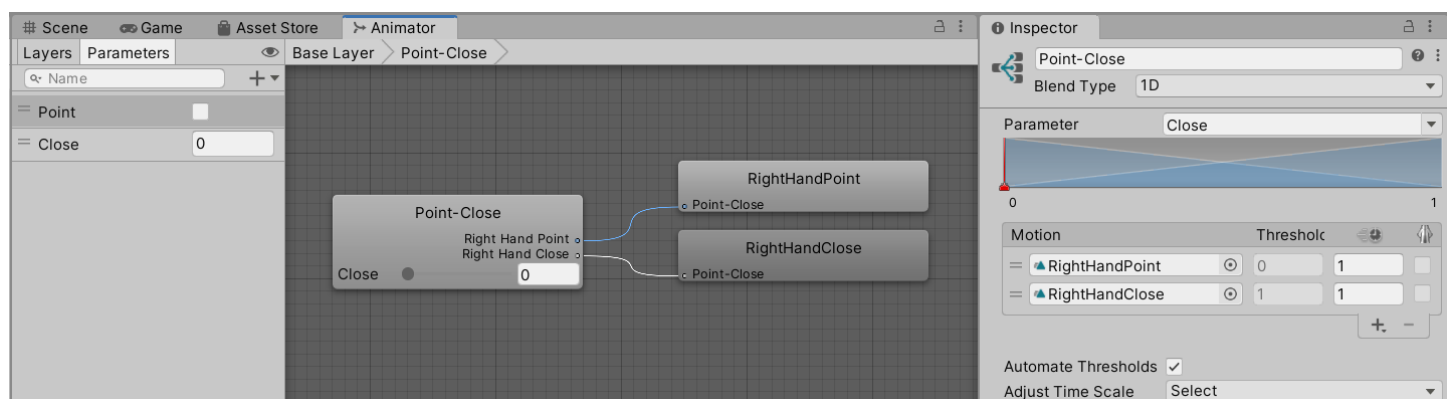 Scene Game Asset Store Animator
Layers Parameters Base Layer Point-Close
Name
Point
Close 0
Point-Close
Right Hand Point
Right Hand Close
Close 0
RightHandPoint
Point-Close
RightHandClose
Point-Close
Inspector
Point-Close
Blend Type 1D
Parameter Close
0 1
Motion Thresholc
RightHandPoint 0 1
RightHandClose 1 1
Automate Thresholds
Adjust Time Scale Select